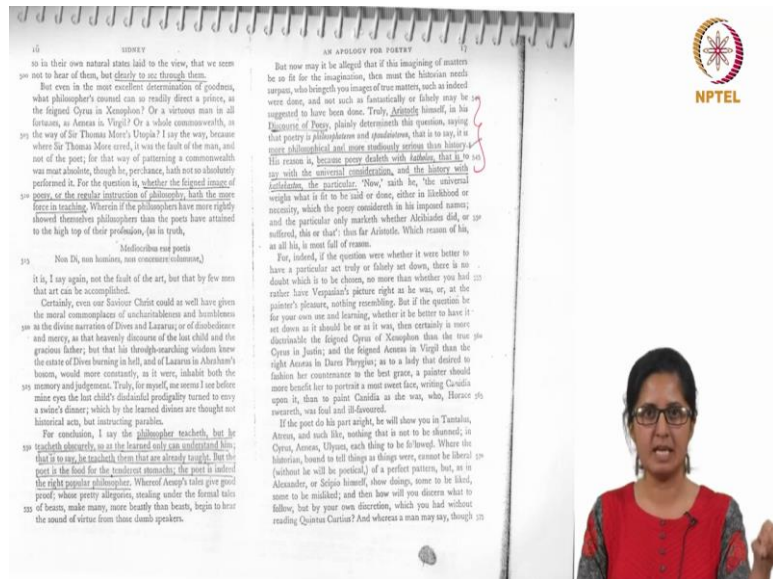 16 SIDNEY
so in their own natural states laid to the view, that we seem
500 not to hear of them, but clearly to see through them.
But even in the most excellent determination of goodness,
what philosopher's counsel can so readily direct a prince, as
the feigned Cyrus in Xenophon? Or a virtuous man in all
fortunes, as Aeneas in Virgil? Or a whole commonwealth, as
505 the way of Sir Thomas More's Utopia? I say the way, because
where Sir Thomas More erred, it was the fault of the man, and
not of the poet; for that way of patterning a commonwealth
was most absolute, though he, perchance, hath not so absolutely
performed it. For the question is, whether the feigned image of
510 poesy, or the regular instruction of philosophy, hath the more
force in teaching. Wherein if the philosophers have more rightly
showed themselves philosophers than the poets have attained
to the high top of their profession, (as in truth,
Mediocribus esse poetis
515 Non Di, non homines, non concessere columnae,)
it is, I say again, not the fault of the art, but that by few men
that art can be accomplished.
Certainly, even our Saviour Christ could as well have given
the moral commonplaces of uncharitableness and humbleness
520 as the divine narration of Dives and Lazarus; or of disobedience
and mercy, as that heavenly discourse of the lost child and the
gracious father; but that his through-searching wisdom knew
the estate of Dives burning in hell, and of Lazarus in Abraham's
bosom, would more constantly, as it were, inhabit both the
525 memory and judgement. Truly, for myself, me seems I see before
mine eyes the lost child's disdainful prodigality turned to envy
a swine's dinner; which by the learned divines are thought not
historical acts, but instructing parables.
For conclusion, I say the philosopher teacheth, but he
530 teacheth obscurely, so as the learned only can understand him;
that is to say, he teacheth them that are already taught. But the
poet is the food for the tenderest stomachs; the poet is indeed
the right popular philosopher. Whereof Aesop's tales give good
proof; whose pretty allegories, stealing under the formal tales
535 of beasts, make many, more beastly than beasts, begin to hear
the sound of virtue from those dumb speakers.
AN APOLOGY FOR POETRY 17
But now may it be alleged that if this imagining of matters
be so fit for the imagination, then must the historian needs
surpass, who bringeth you images of true matters, such as indeed
were done, and not such as fantastically or falsely may be 540
suggested to have been done. Truly, Aristotle himself, in his
Discourse of Poesy, plainly determineth this question, saying
that poetry is philosophoteron and spoudaioteron, that is to say, it is
more philosophical and more studiously serious than history.
His reason is, because poesy dealeth with katholou, that is to 545
say with the universal consideration, and the history with
kathekaston, the particular. 'Now,' saith he, 'the universal
weighs what is fit to be said or done, either in likelihood or
necessity, which the poesy considereth in his imposed names;
and the particular only marketh whether Alcibiades did, or 550
suffered, this or that': thus far Aristotle. Which reason of his,
as all his, is most full of reason.
For, indeed, if the question were whether it were better to
have a particular act truly or falsely set down, there is no
doubt which is to be chosen, no more than whether you had 555
rather have Vespasian's picture right as he was, or, at the
painter's pleasure, nothing resembling. But if the question be
for your own use and learning, whether it be better to have it
set down as it should be or as it was, then certainly is more
doctrinable the feigned Cyrus of Xenophon than the true 560
Cyrus in Justin; and the feigned Aeneas in Virgil than the
right Aeneas in Dares Phrygius; as to a lady that desired to
fashion her countenance to the best grace, a painter should
more benefit her to portrait a most sweet face, writing Canidia
upon it, than to paint Canidia as she was, who, Horace 565
sweareth, was foul and ill-favoured.
If the poet do his part aright, he will show you in Tantalus,
Atreus, and such like, nothing that is not to be shunned; in
Cyrus, Aeneas, Ulysses, each thing to be followed. Where the
historian, bound to tell things as things were, cannot be liberal 570
(without he will be poetical) of a perfect pattern, but, as in
Alexander, or Scipio himself, show doings, some to be liked,
some to be misliked; and then how will you discern what to
follow, but by your own discretion, which you had without
reading Quintus Curtius? And whereas a man may say, though 575
NPTEL